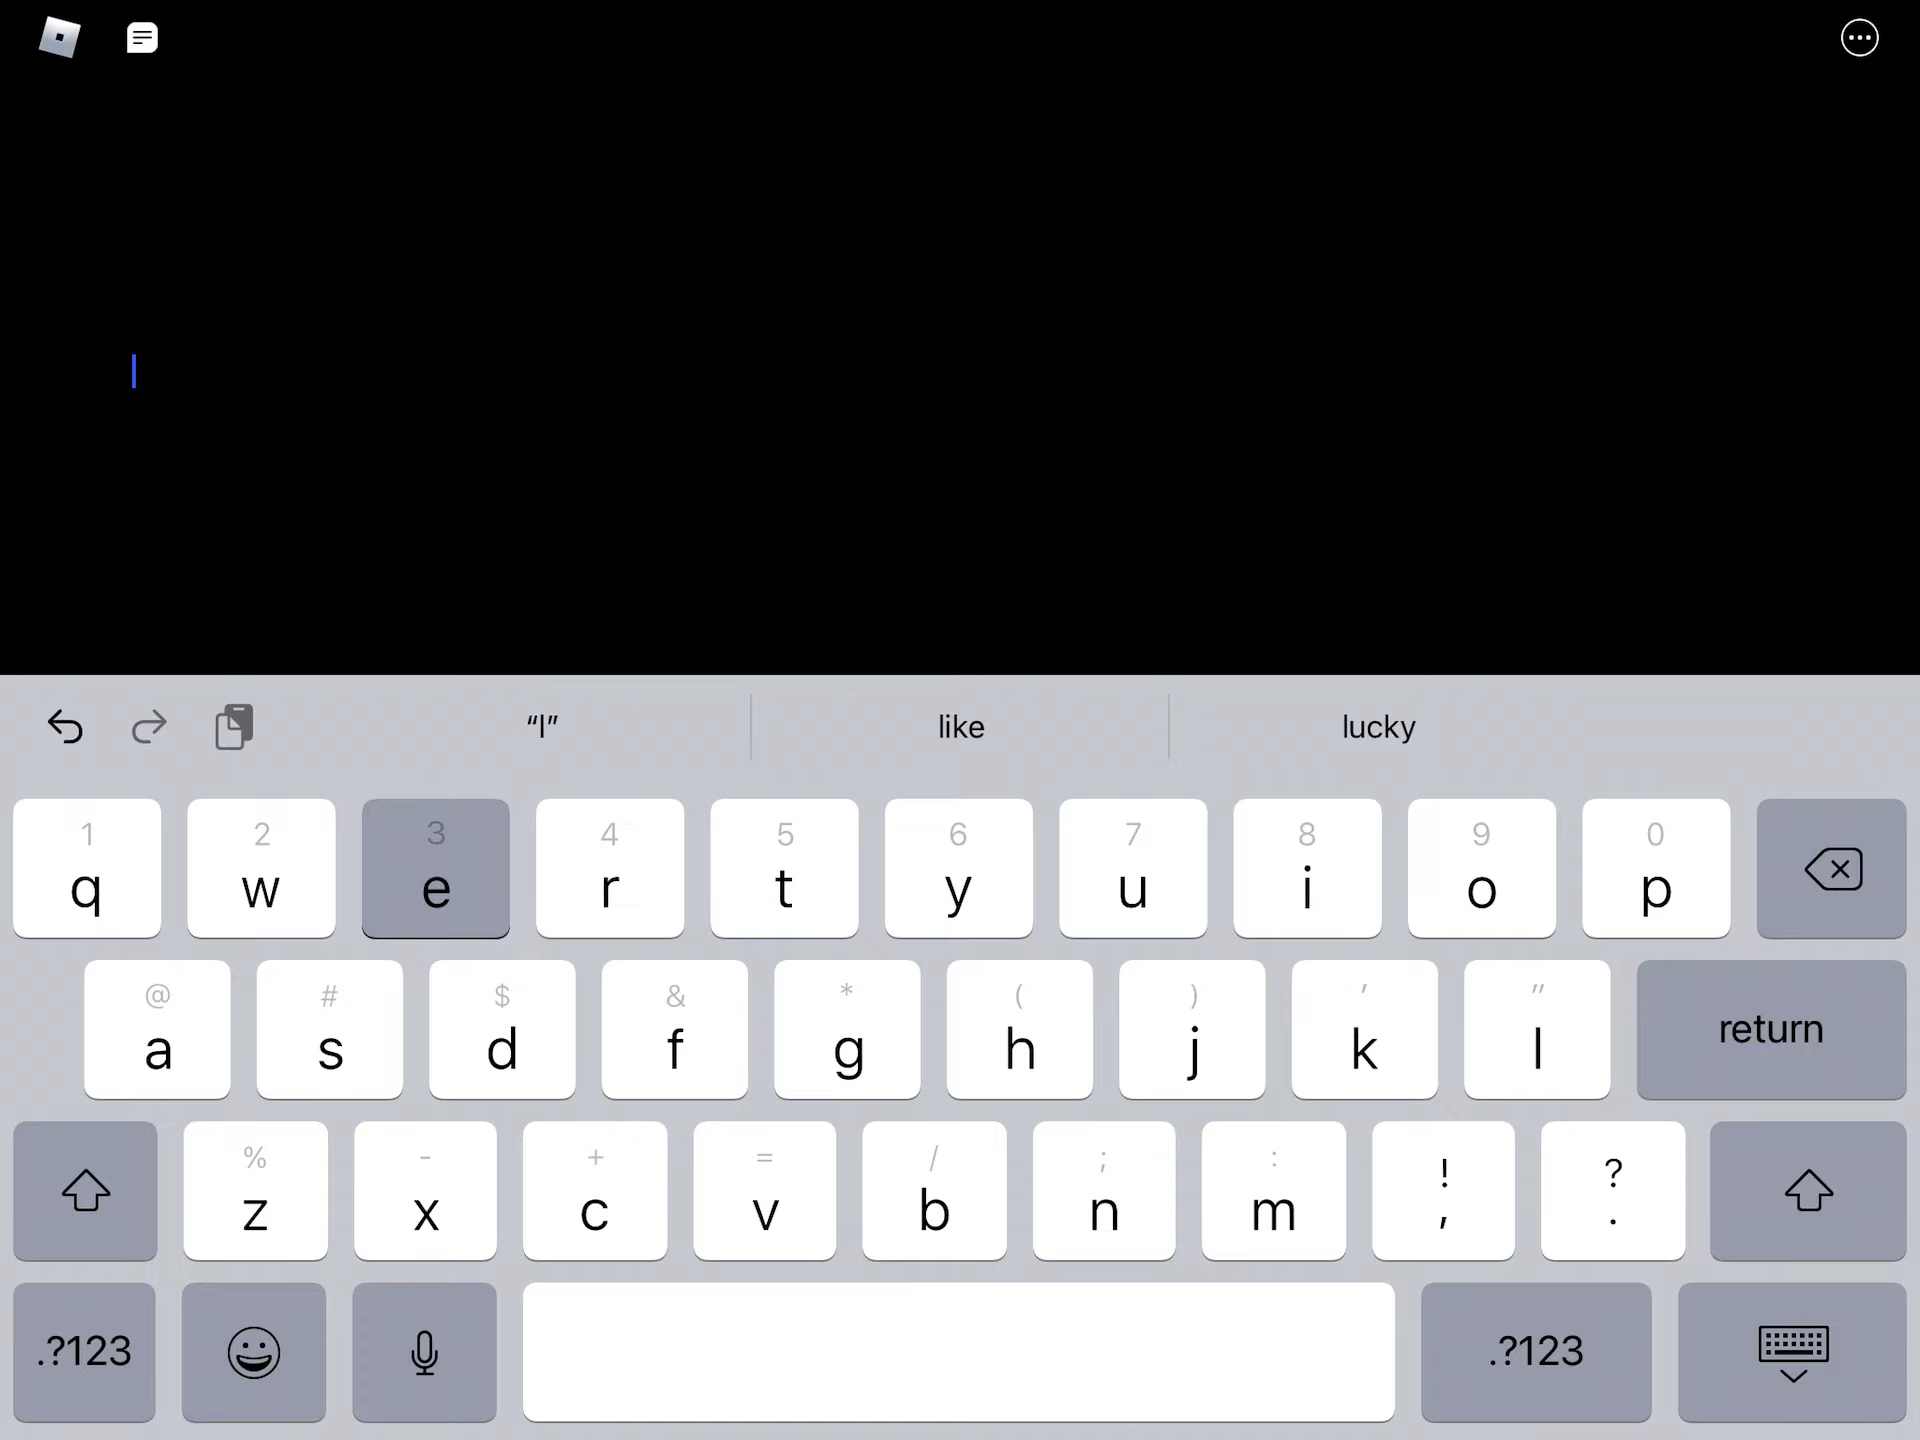 “l” like lucky
1 2 3 4 5 6 7 8 9 0
q w e r t y u i o p
@ # $ & * ( ) ' "
a s d f g h j k l return
% - + = / ; : ! ?
z x c v b n m , .
.?123 .?123